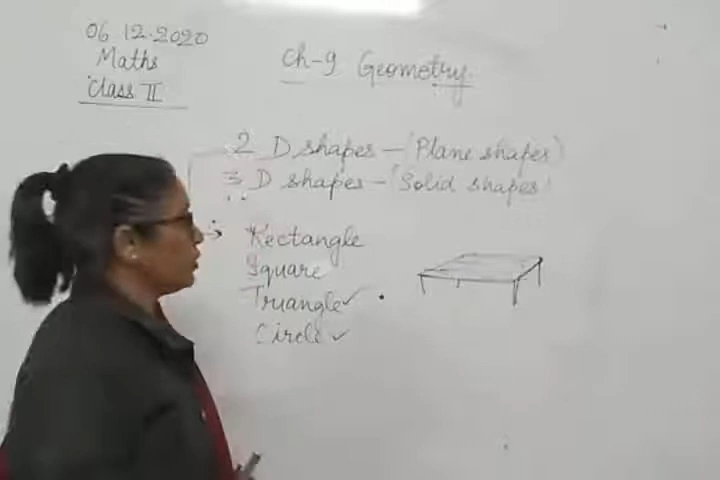 06.12.2020
Maths
Class II
Ch-9 Geometry
2 D shapes - (Plane shapes)
3 D shapes - (Solid shapes)
Rectangle
Square
Triangle ✓
Circle ✓